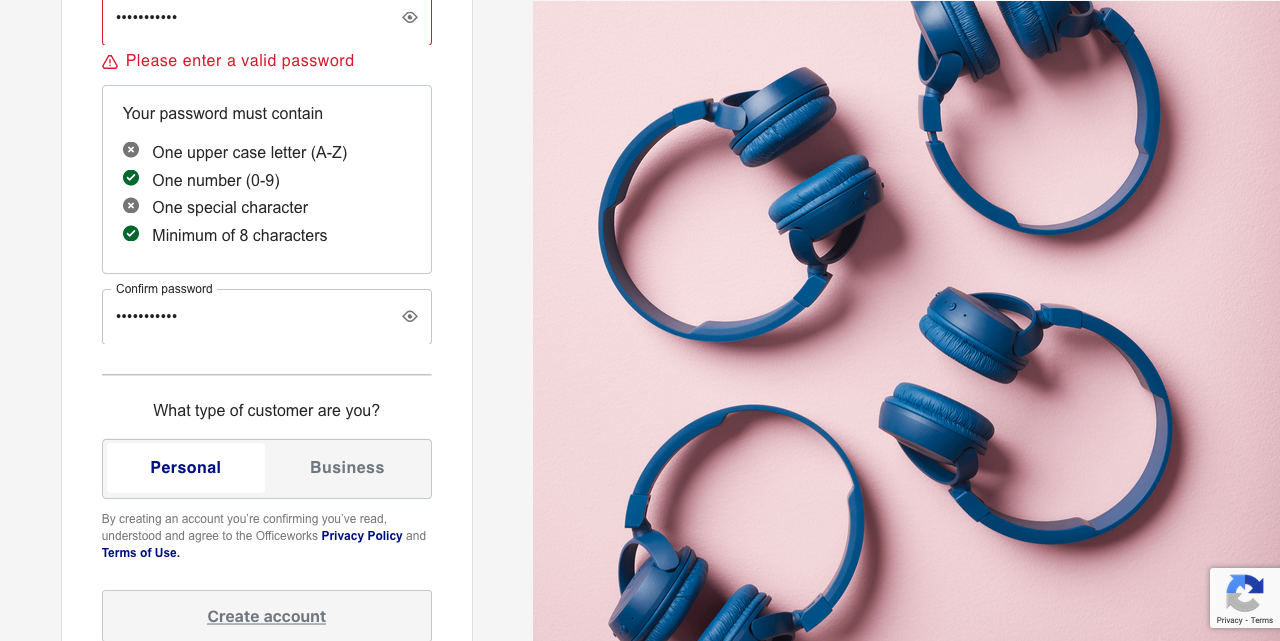 •••••••••••
Please enter a valid password
Your password must contain
One upper case letter (A-Z)
One number (0-9)
One special character
Minimum of 8 characters
Confirm password
•••••••••••
What type of customer are you?
Personal
Business
By creating an account you're confirming you've read,
understood and agree to the Officeworks Privacy Policy and
Terms of Use.
Create account
Privacy - Terms